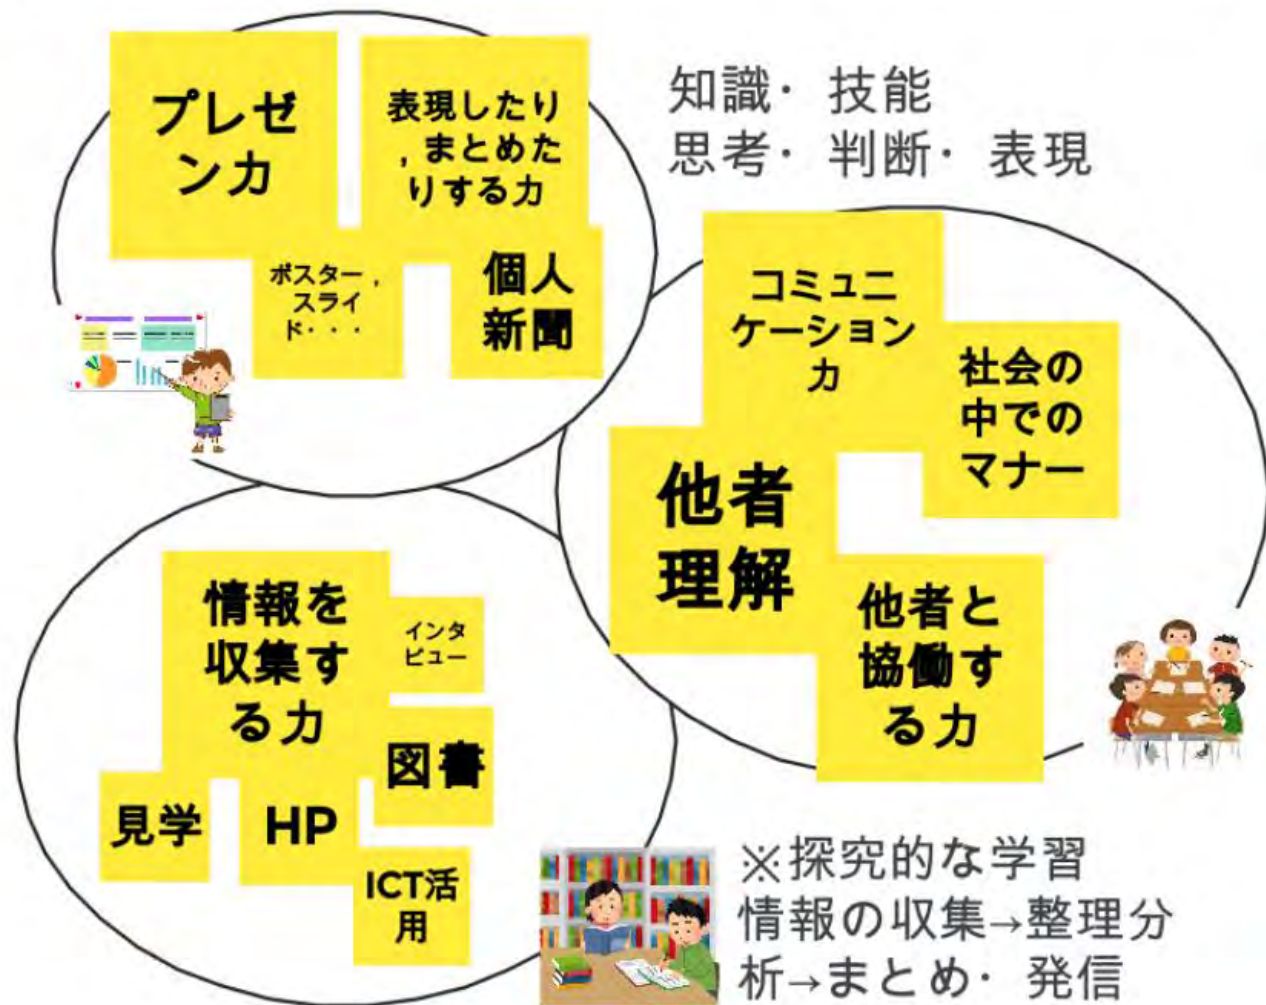 プレゼ
ン力
表現したり
，まとめた
りする力
ポスター，
スライ
ド・・・
個人
新聞
知識・ 技能
思考・ 判断・ 表現
コミュニ
ケーション
力
社会の
中での
マナー
他者
理解
他者と
協働す
る力
情報を
収集す
る力
インタ
ビュー
図書
見学
HP
ICT活
用
※探究的な学習
情報の収集→整理分
析→まとめ・ 発信